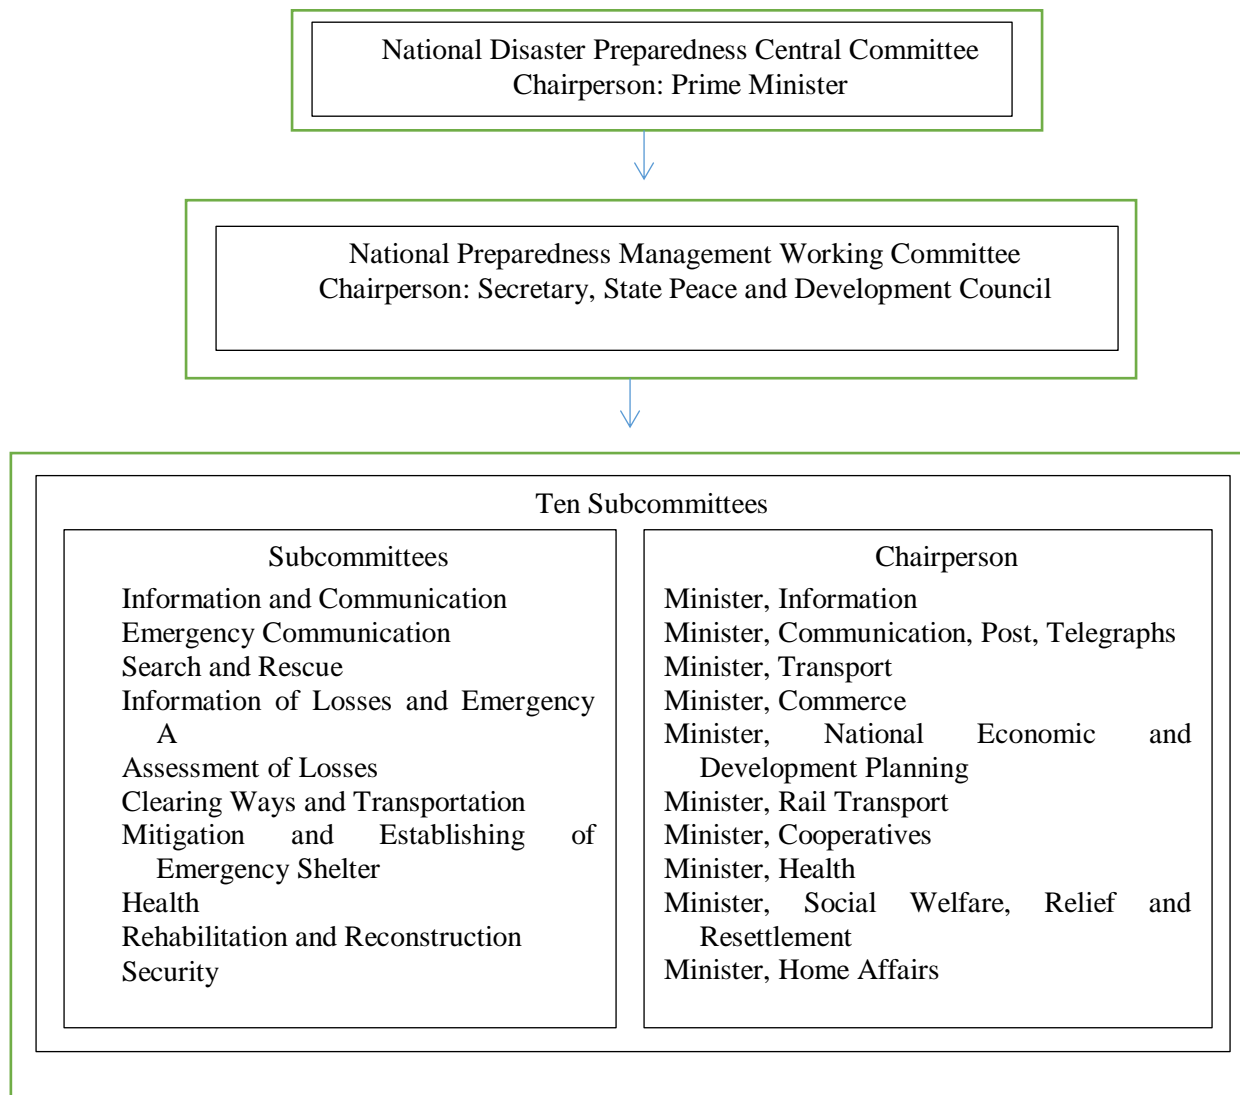 National Disaster Preparedness Central Committee
Chairperson: Prime Minister
National Preparedness Management Working Committee
Chairperson: Secretary, State Peace and Development Council
Ten Subcommittees
Subcommittees
Information and Communication
Emergency Communication
Search and Rescue
Information of Losses and Emergency
A
Assessment of Losses
Clearing Ways and Transportation
Mitigation and Establishing of
Emergency Shelter
Health
Rehabilitation and Reconstruction
Security
Chairperson
Minister, Information
Minister, Communication, Post, Telegraphs
Minister, Transport
Minister, Commerce
Minister, National Economic and
Development Planning
Minister, Rail Transport
Minister, Cooperatives
Minister, Health
Minister, Social Welfare, Relief and
Resettlement
Minister, Home Affairs